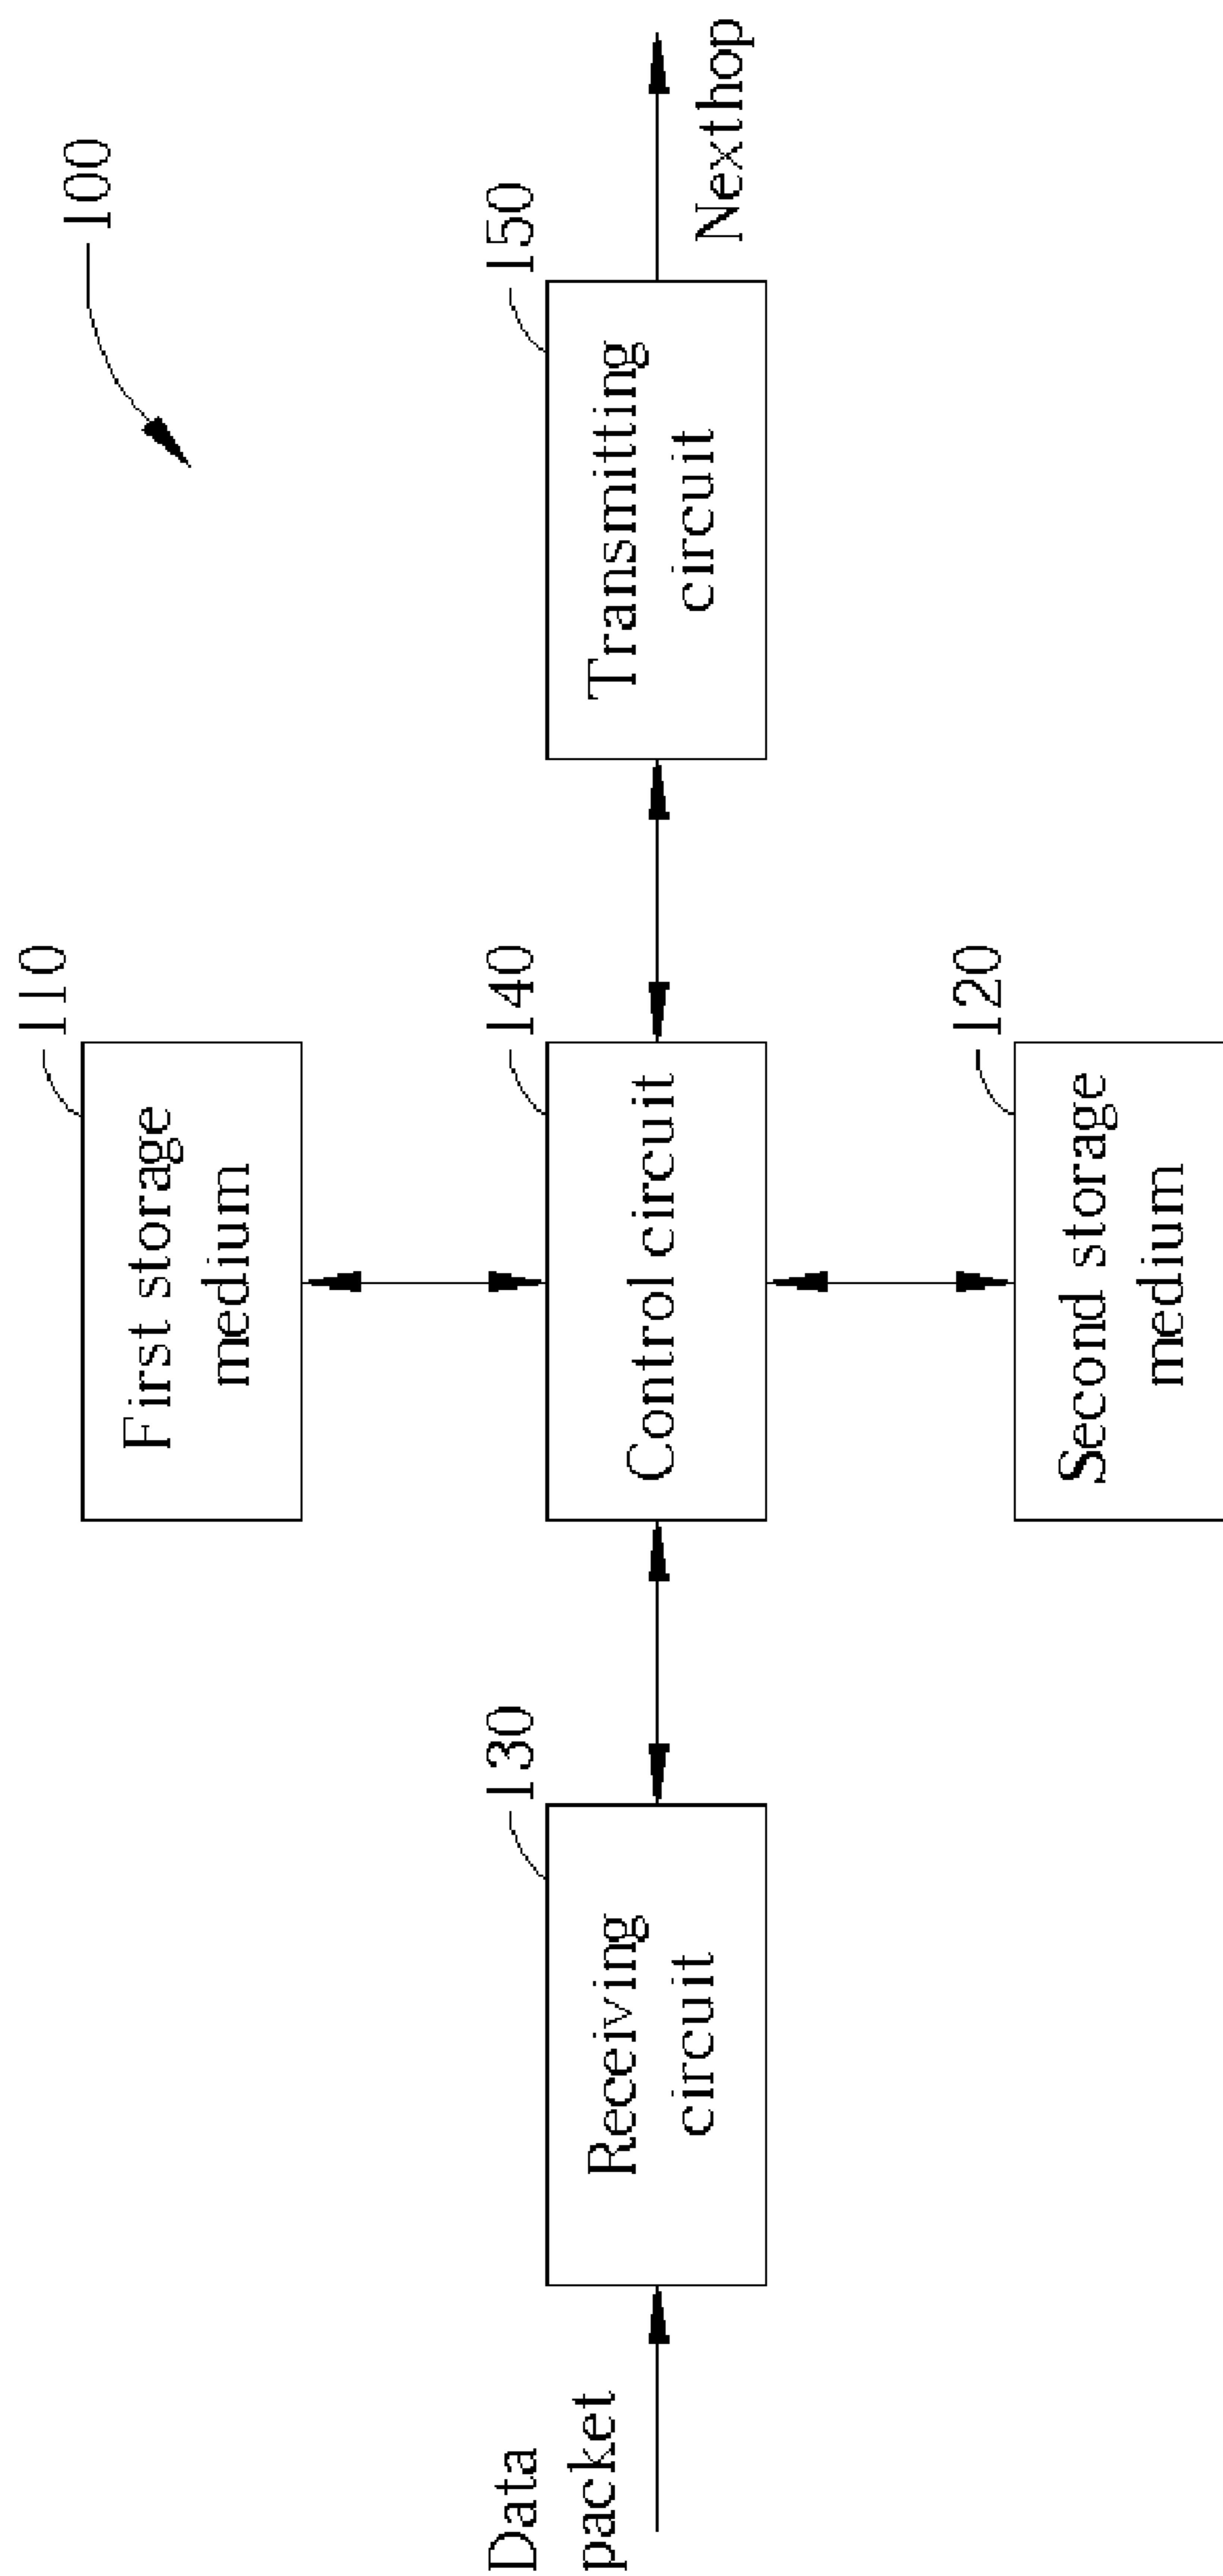 100
110
First storage
medium
Data
packet
130
Receiving
circuit
140
Control circuit
150
Transmitting
circuit
Nexthop
120
Second storage
medium